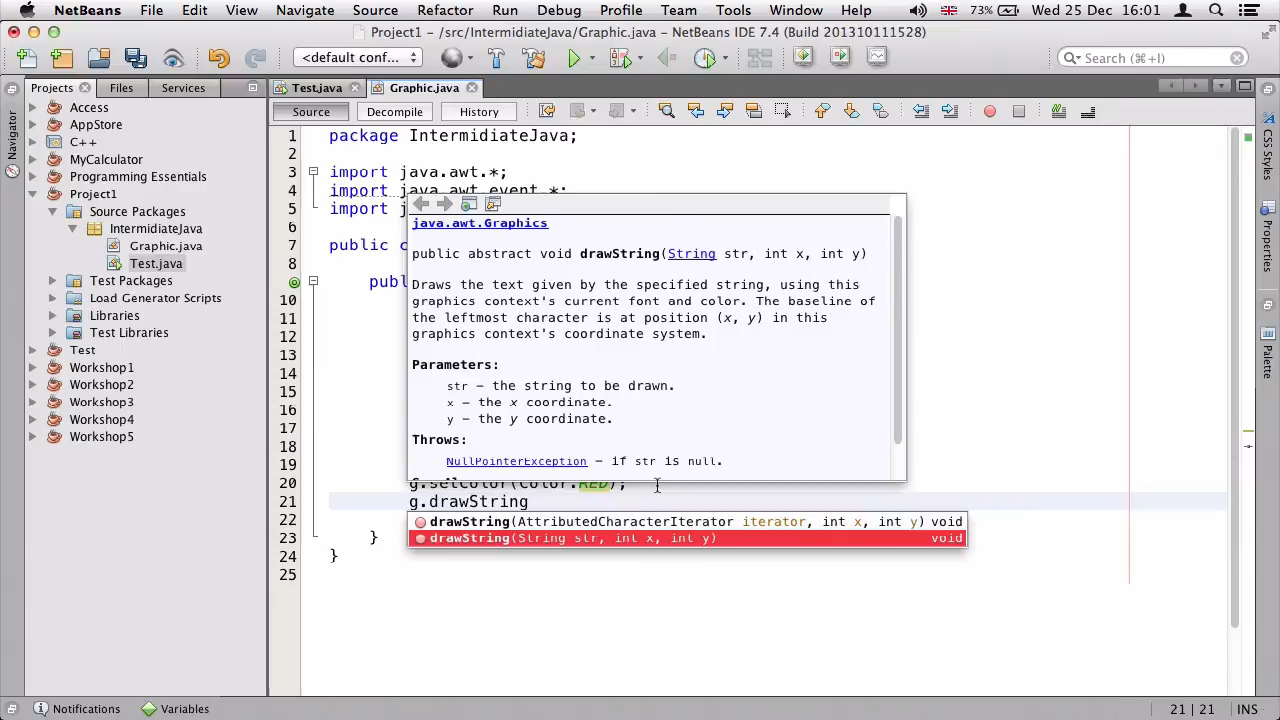 NetBeans File Edit View Navigate Source Refactor Run Debug Profile Team Tools Window Help 73% Wed 25 Dec 16:01
Project1 – /src/IntermidiateJava/Graphic.java – NetBeans IDE 7.4 (Build 201310111528)
<default conf... Search (⌘+I)
Projects Files Services Test.java Graphic.java
Source Decompile History
Navigator
Access
AppStore
C++
MyCalculator
Programming Essentials
Project1
Source Packages
IntermidiateJava
Graphic.java
Test.java
Test Packages
Load Generator Scripts
Libraries
Test Libraries
Test
Workshop1
Workshop2
Workshop3
Workshop4
Workshop5
1 package IntermidiateJava;
2
3 import java.awt.*;
4 import java.awt.event.*;
5 import j
6
7 public c
8
publ
10
11
12
13
14
15
16
17
18
19
20 g.setColor(Color.RED);
21 g.drawString
22
23 }
24 }
25
java.awt.Graphics
public abstract void drawString(String str, int x, int y)
Draws the text given by the specified string, using this
graphics context's current font and color. The baseline of
the leftmost character is at position (x, y) in this
graphics context's coordinate system.
Parameters:
str – the string to be drawn.
x – the x coordinate.
y – the y coordinate.
Throws:
NullPointerException – if str is null.
drawString(AttributedCharacterIterator iterator, int x, int y) void
drawString(String str, int x, int y) void
CSS Styles
Properties
Palette
Notifications Variables 21 | 21 INS